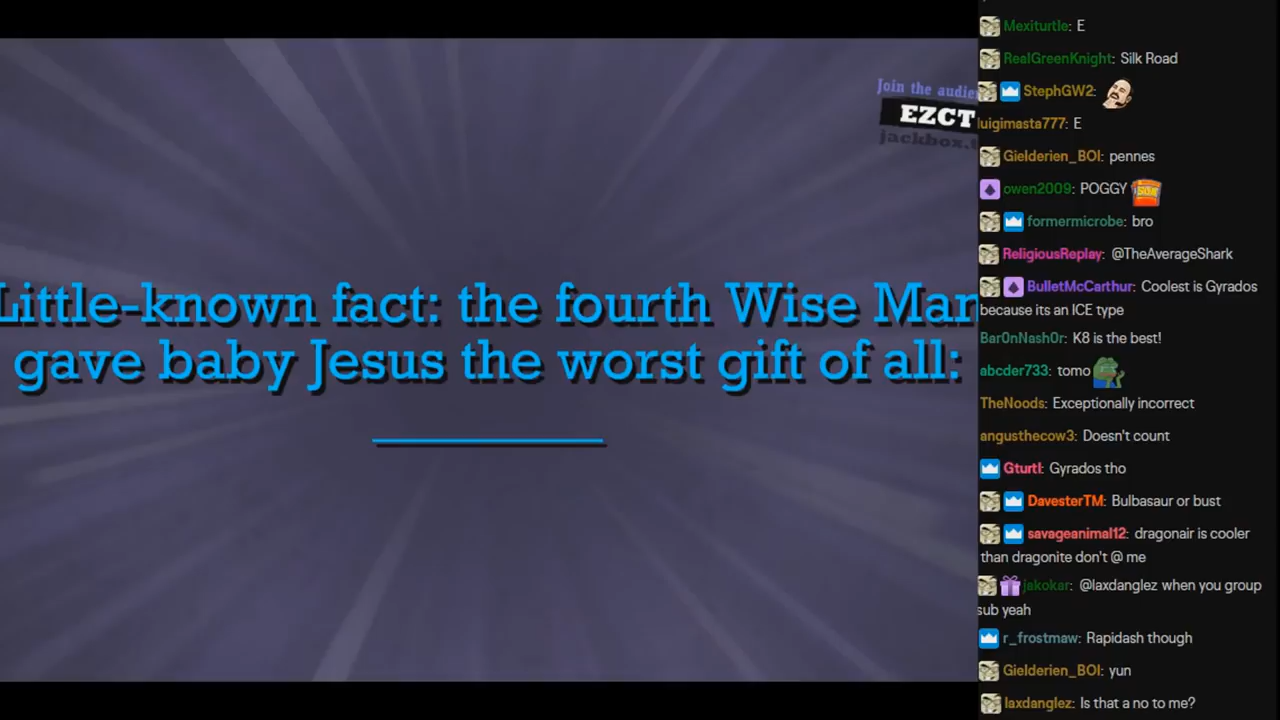 Join the audie
EZCT
jackbox.t
Little-known fact: the fourth Wise Man
gave baby Jesus the worst gift of all:
Mexiturtle: E
RealGreenKnight: Silk Road
StephGW2:
luigimasta777: E
Gielderien_BOI: pennes
owen2009: POGGY
formermicrobe: bro
ReligiousReplay: @TheAverageShark
BulletMcCarthur: Coolest is Gyrados
because its an ICE type
Bar0nNash0r: K8 is the best!
abcder733: tomo
TheNoods: Exceptionally incorrect
angusthecow3: Doesn't count
Gturtl: Gyrados tho
DavesterTM: Bulbasaur or bust
savageanimal12: dragonair is cooler
than dragonite don't @ me
jakokar: @laxdanglez when you group
sub yeah
r_frostmaw: Rapidash though
Gielderien_BOI: yun
laxdanglez: Is that a no to me?